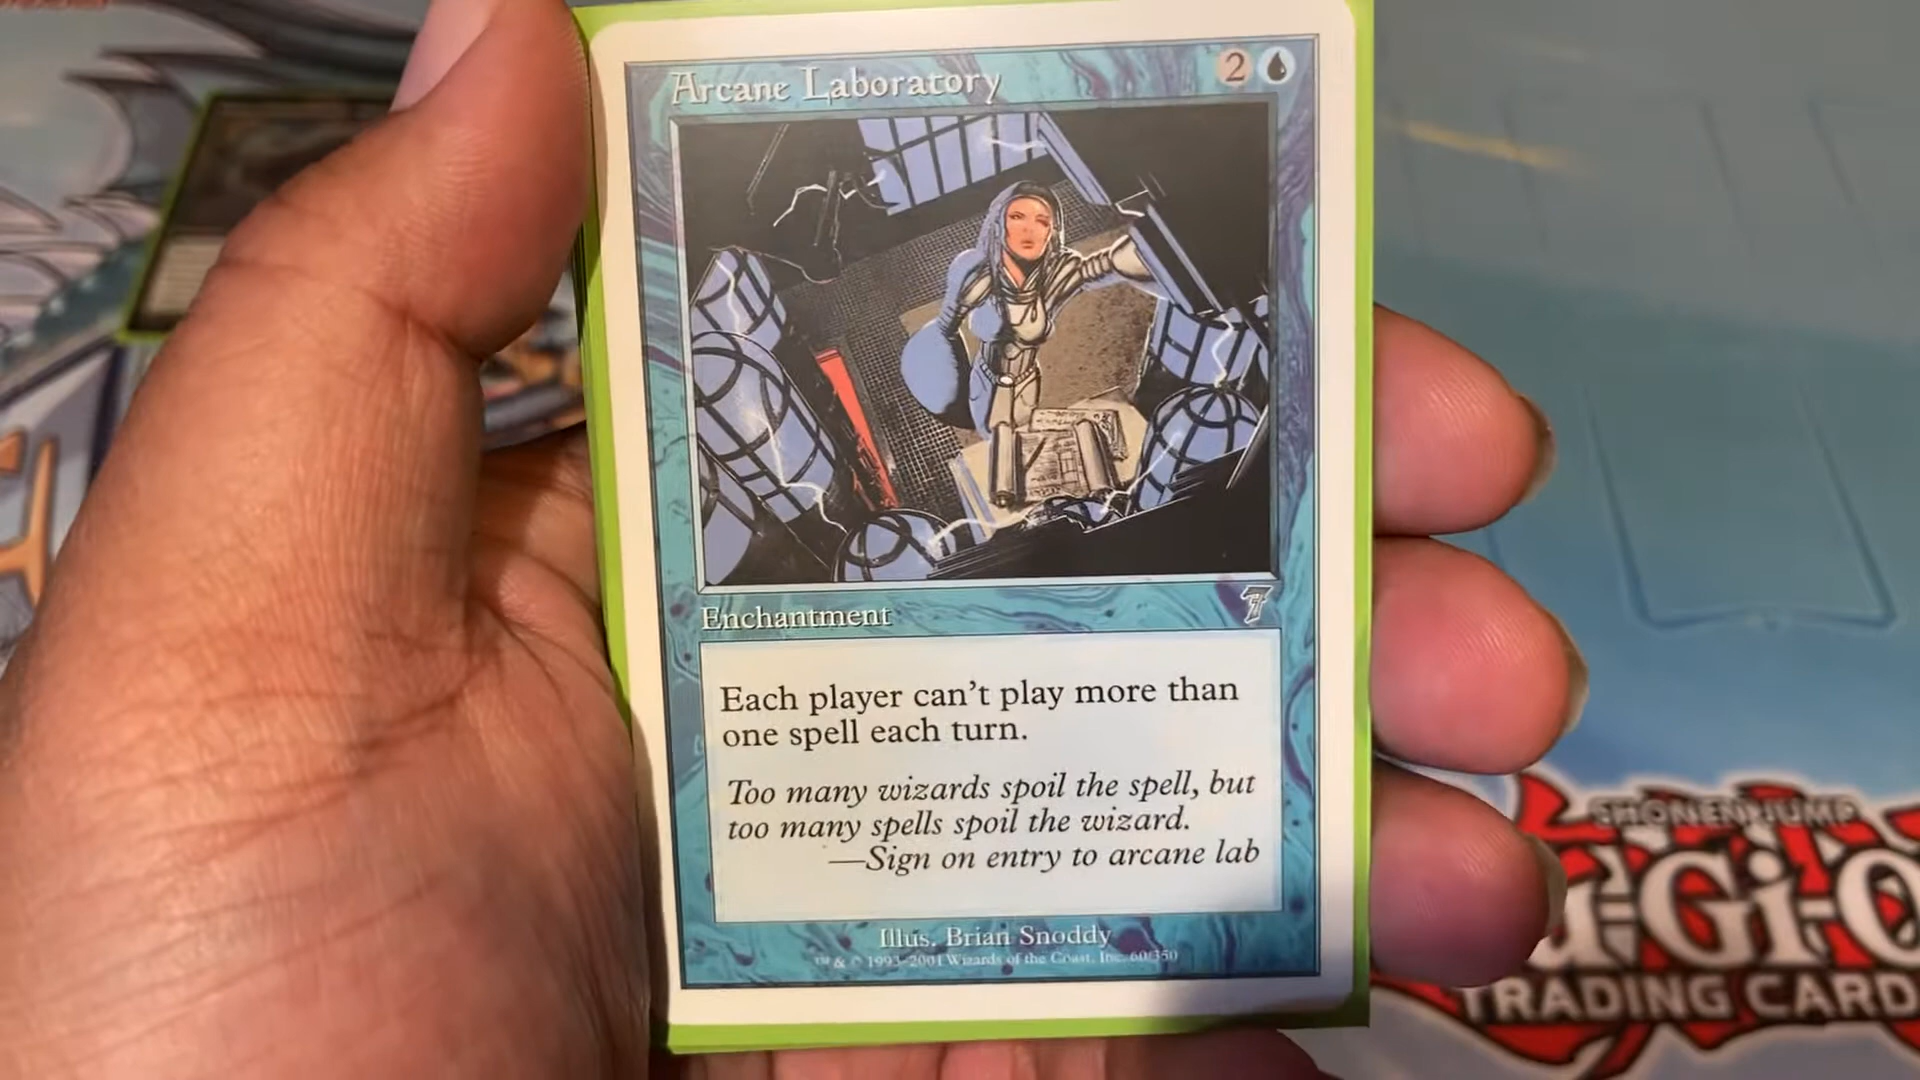 Arcane Laboratory
2
Enchantment
7
Each player can't play more than
one spell each turn.
Too many wizards spoil the spell, but
too many spells spoil the wizard.
—Sign on entry to arcane lab
Illus. Brian Snoddy
™ & © 1993–2001 Wizards of the Coast, Inc. 60/350
SHONEN JUMP
u-Gi-O
TRADING CARD